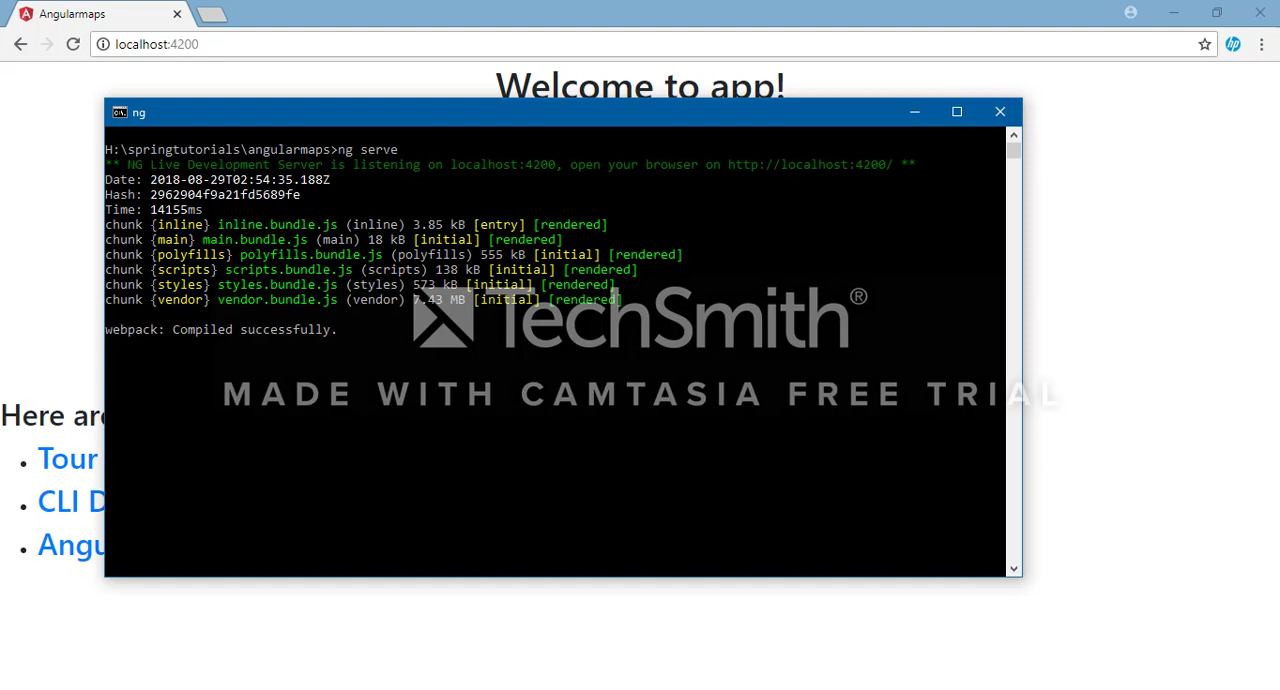 Angularmaps
localhost:4200
Welcome to app!
ng
H:\springtutorials\angularmaps>ng serve
** NG Live Development Server is listening on localhost:4200, open your browser on http://localhost:4200/ **
Date: 2018-08-29T02:54:35.188Z
Hash: 2962904f9a21fd5689fe
Time: 14155ms
chunk {inline} inline.bundle.js (inline) 3.85 kB [entry] [rendered]
chunk {main} main.bundle.js (main) 18 kB [initial] [rendered]
chunk {polyfills} polyfills.bundle.js (polyfills) 555 kB [initial] [rendered]
chunk {scripts} scripts.bundle.js (scripts) 138 kB [initial] [rendered]
chunk {styles} styles.bundle.js (styles) 573 kB [initial] [rendered]
chunk {vendor} vendor.bundle.js (vendor) 7.43 MB [initial] [rendered]
webpack: Compiled successfully.
TechSmith®
MADE WITH CAMTASIA FREE TRIAL
Here
Tour
CLI